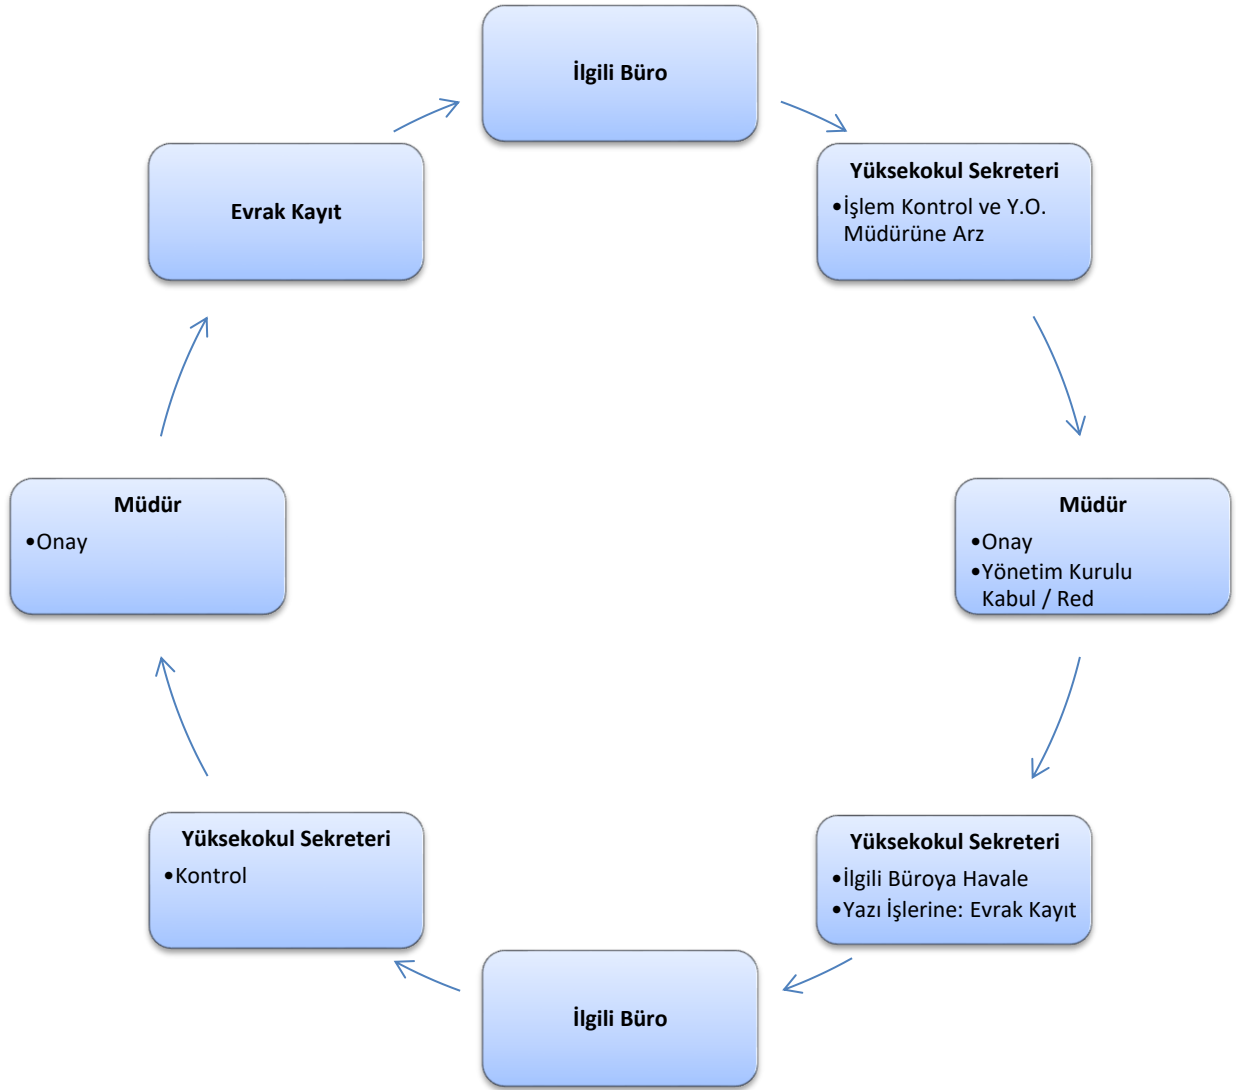 İlgili Büro
Yüksekokul Sekreteri
•İşlem Kontrol ve Y.O.
Müdürüne Arz
Müdür
•Onay
•Yönetim Kurulu
Kabul / Red
Yüksekokul Sekreteri
•İlgili Büroya Havale
•Yazı İşlerine: Evrak Kayıt
İlgili Büro
Yüksekokul Sekreteri
•Kontrol
Müdür
•Onay
Evrak Kayıt